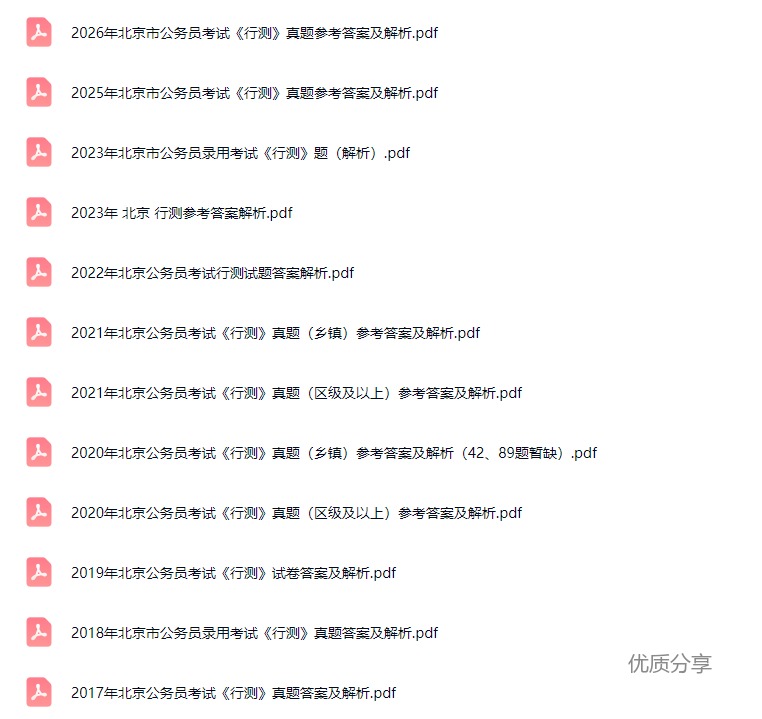 2026年北京市公务员考试《行测》真题参考答案及解析.pdf
2025年北京市公务员考试《行测》真题参考答案及解析.pdf
2023年北京市公务员录用考试《行测》题（解析）.pdf
2023年 北京 行测参考答案解析.pdf
2022年北京公务员考试行测试题答案解析.pdf
2021年北京公务员考试《行测》真题（乡镇）参考答案及解析.pdf
2021年北京公务员考试《行测》真题（区级及以上）参考答案及解析.pdf
2020年北京公务员考试《行测》真题（乡镇）参考答案及解析（42、89题暂缺）.pdf
2020年北京公务员考试《行测》真题（区级及以上）参考答案及解析.pdf
2019年北京公务员考试《行测》试卷答案及解析.pdf
2018年北京市公务员录用考试《行测》真题答案及解析.pdf
优质分享
2017年北京公务员考试《行测》真题答案及解析.pdf